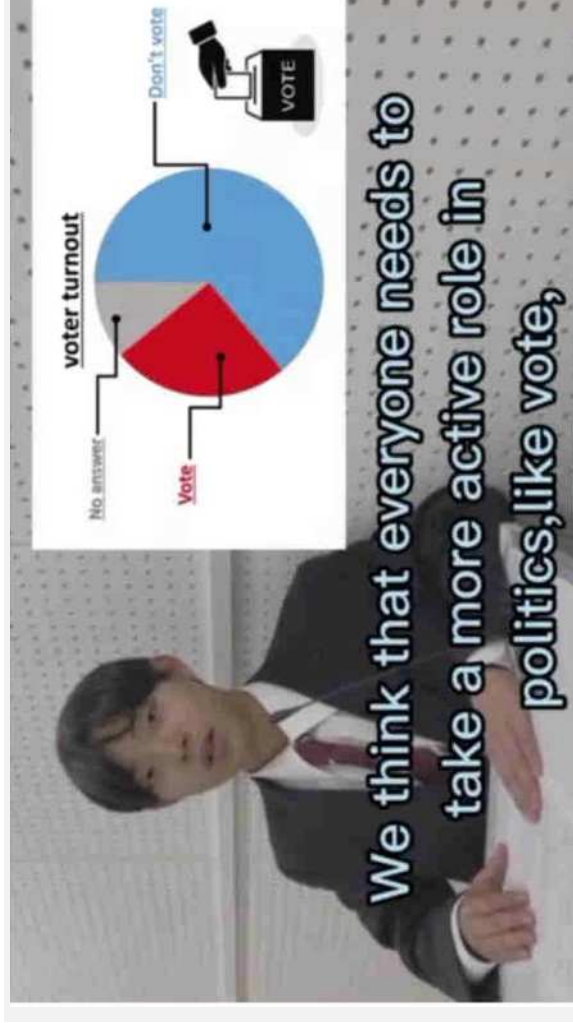 voter turnout
No answer
Don't vote
Vote
VOTE
We think that everyone needs to
take a more active role in
politics,like vote,